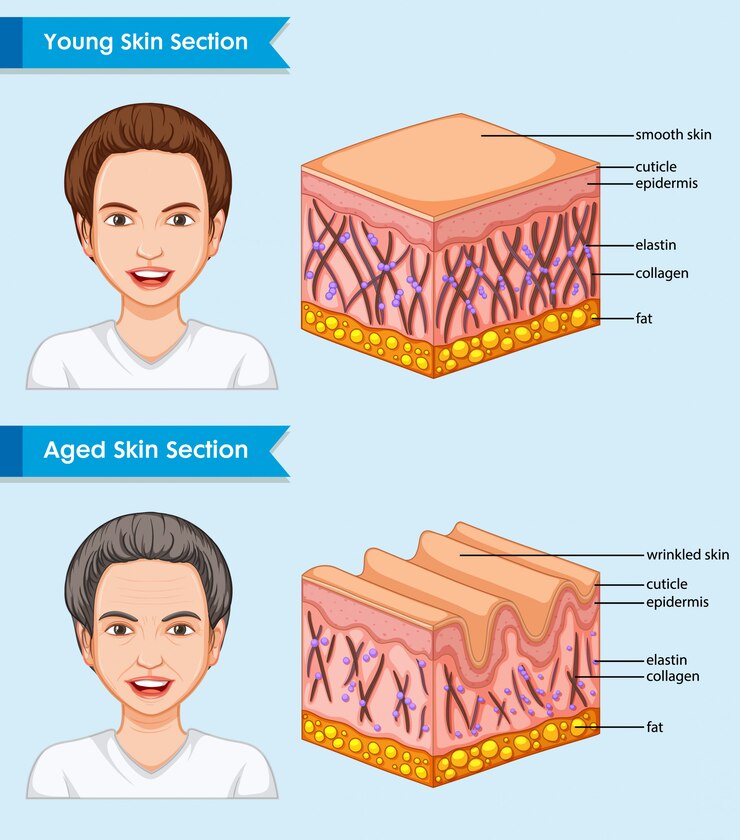 Young Skin Section
smooth skin
cuticle
epidermis
elastin
collagen
fat
Aged Skin Section
wrinkled skin
cuticle
epidermis
elastin
collagen
fat